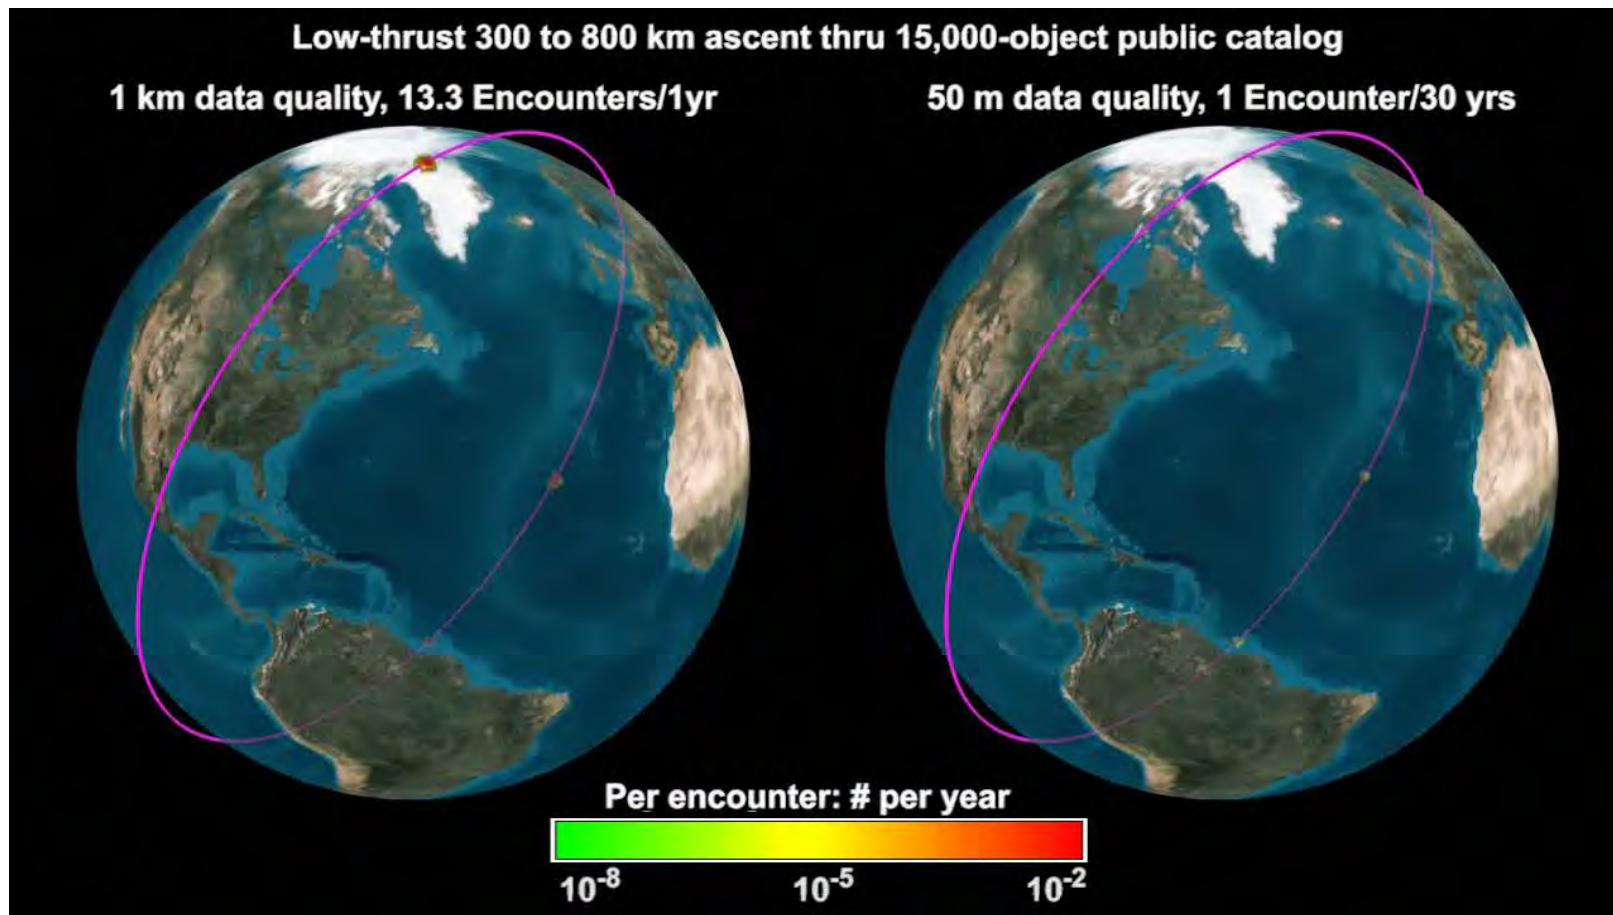 Low-thrust 300 to 800 km ascent thru 15,000-object public catalog
1 km data quality, 13.3 Encounters/1yr
50 m data quality, 1 Encounter/30 yrs
Per encounter: # per year
10⁻⁸ 10⁻⁵ 10⁻²